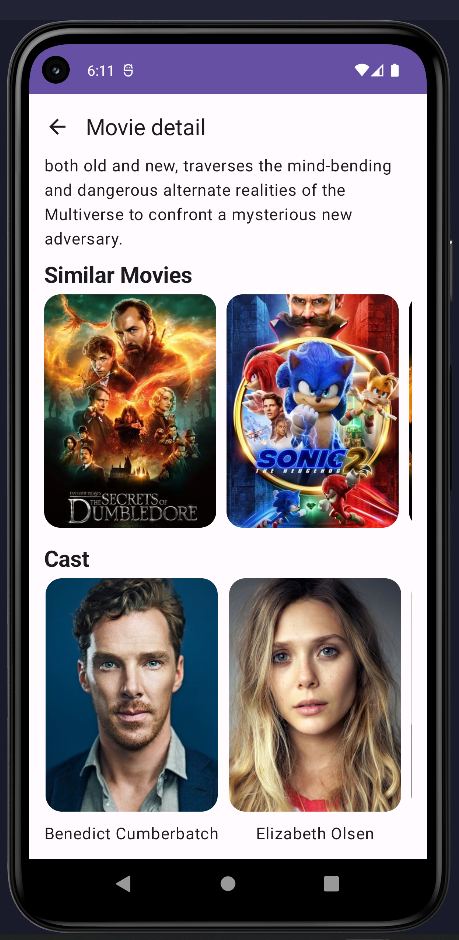 6:11
Movie detail
both old and new, traverses the mind-bending
and dangerous alternate realities of the
Multiverse to confront a mysterious new
adversary.
Similar Movies
THE SECRETS OF
DUMBLEDORE
SONIC 2
THE HEDGEHOG
Cast
Benedict Cumberbatch
Elizabeth Olsen